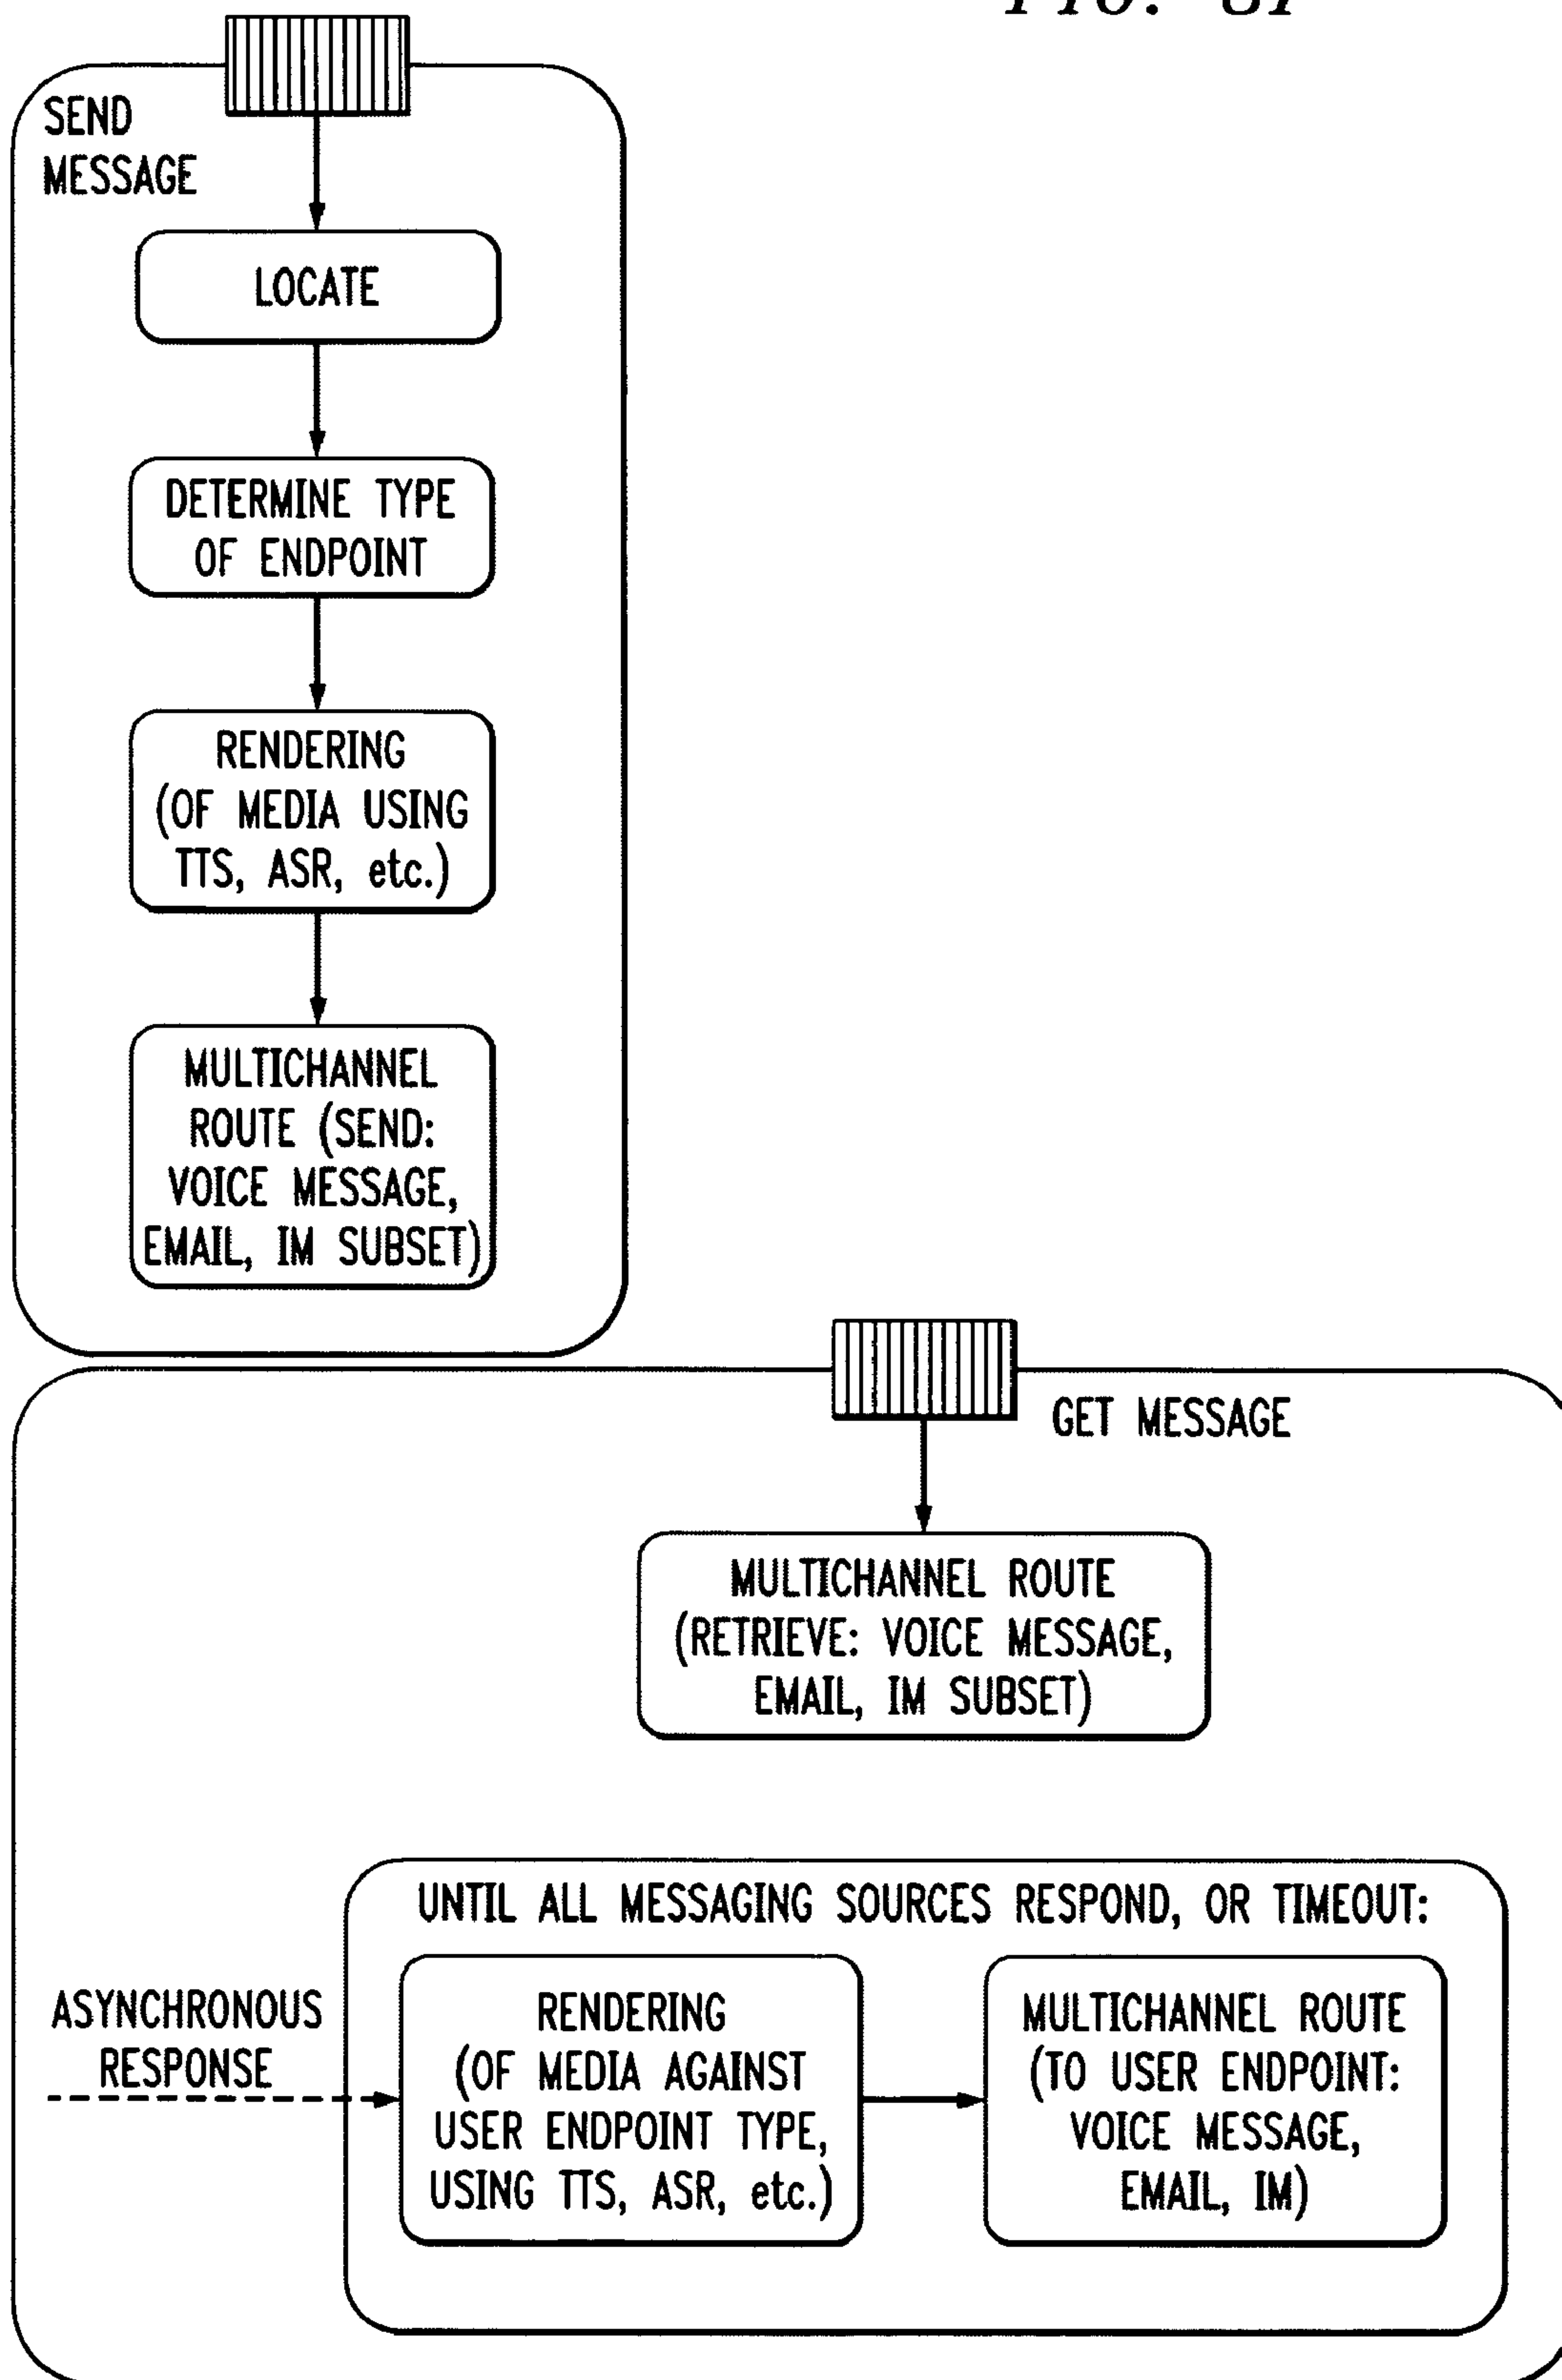 SEND
MESSAGE
LOCATE
DETERMINE TYPE
OF ENDPOINT
RENDERING
(OF MEDIA USING
TTS, ASR, etc.)
MULTICHANNEL
ROUTE (SEND:
VOICE MESSAGE,
EMAIL, IM SUBSET)
GET MESSAGE
MULTICHANNEL ROUTE
(RETRIEVE: VOICE MESSAGE,
EMAIL, IM SUBSET)
UNTIL ALL MESSAGING SOURCES RESPOND, OR TIMEOUT:
ASYNCHRONOUS
RESPONSE
RENDERING
(OF MEDIA AGAINST
USER ENDPOINT TYPE,
USING TTS, ASR, etc.)
MULTICHANNEL ROUTE
(TO USER ENDPOINT:
VOICE MESSAGE,
EMAIL, IM)